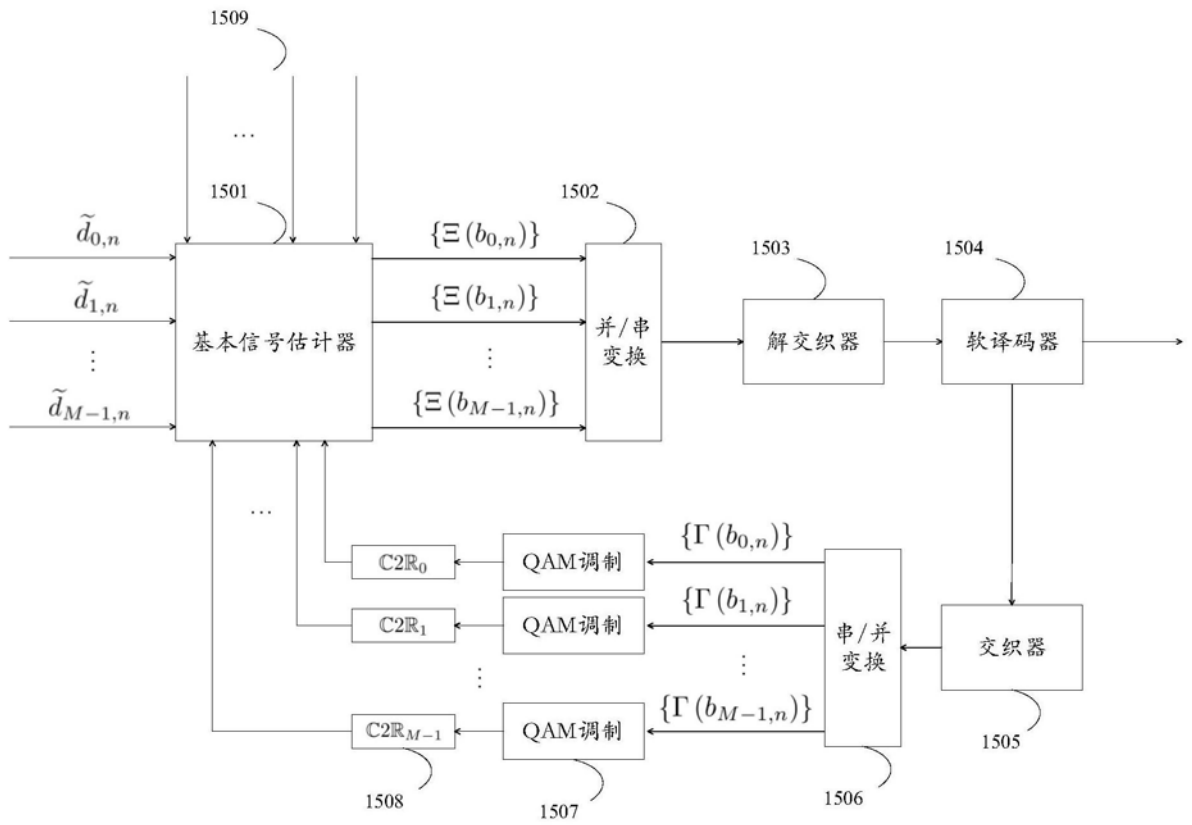 1509
…
1501
1502
1503
1504
d̃₀,ₙ
{Ξ(b₀,ₙ)}
d̃₁,ₙ
{Ξ(b₁,ₙ)}
⋮
⋮
d̃_{M−1,n}
{Ξ(b_{M−1,n})}
基本信号估计器
并/串
变换
解交织器
软译码器
…
{Γ(b₀,ₙ)}
ℂ2ℝ₀
QAM调制
{Γ(b₁,ₙ)}
ℂ2ℝ₁
QAM调制
⋮
⋮
{Γ(b_{M−1,n})}
ℂ2ℝ_{M−1}
QAM调制
串/并
变换
交织器
1505
1506
1507
1508